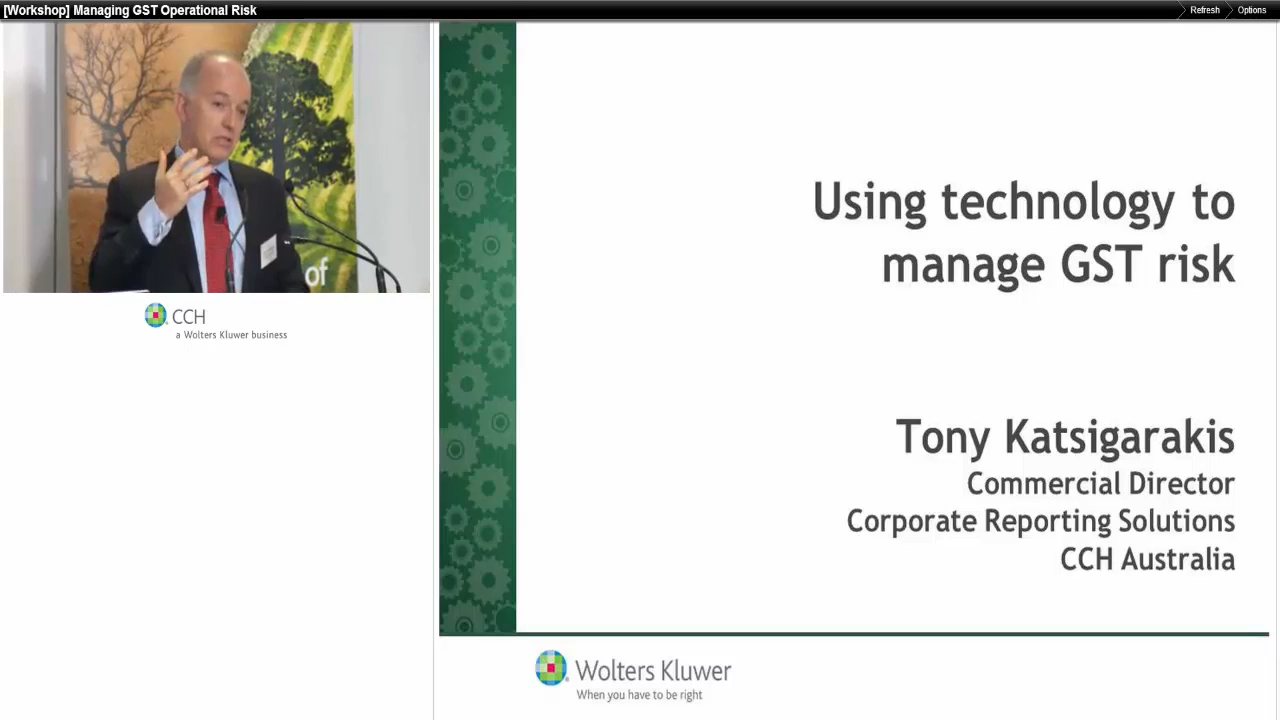 [Workshop] Managing GST Operational Risk
Refresh
Options
of
CCH
a Wolters Kluwer business
Using technology to
manage GST risk
Tony Katsigarakis
Commercial Director
Corporate Reporting Solutions
CCH Australia
Wolters Kluwer
When you have to be right